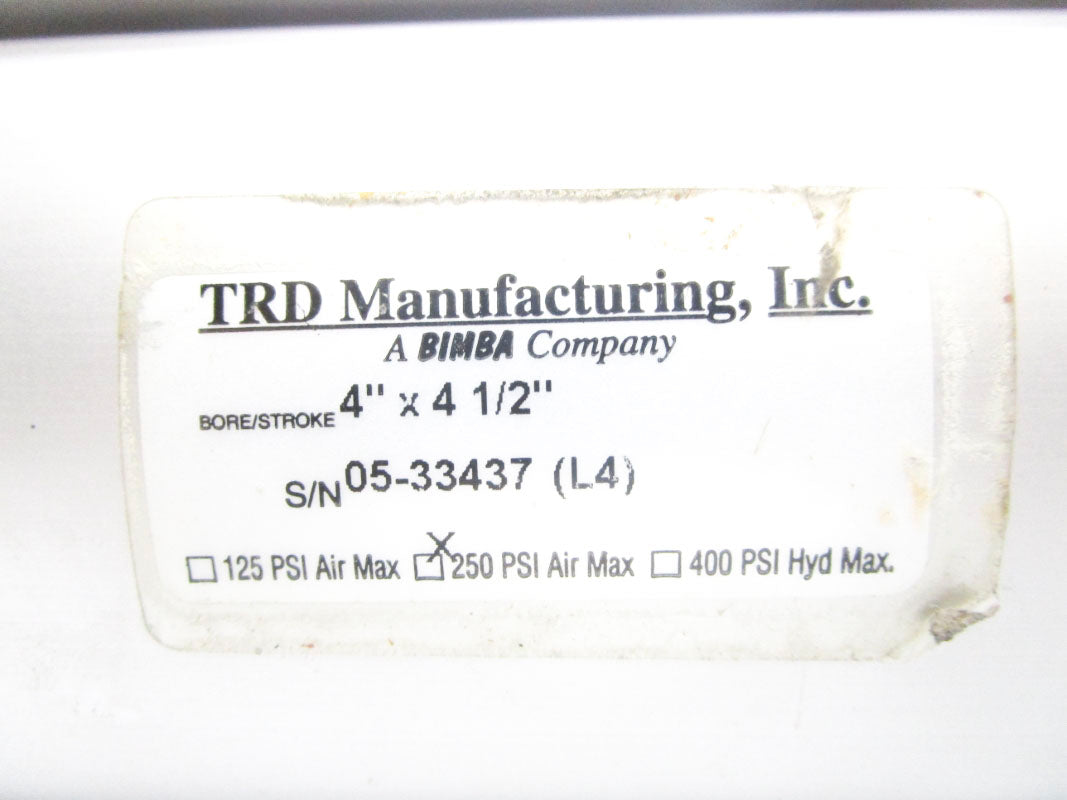 TRD Manufacturing, Inc.
A BIMBA Company
BORE/STROKE 4" x 4 1/2"
S/N 05-33437 (L4)
☐ 125 PSI Air Max ☒ 250 PSI Air Max ☐ 400 PSI Hyd Max.